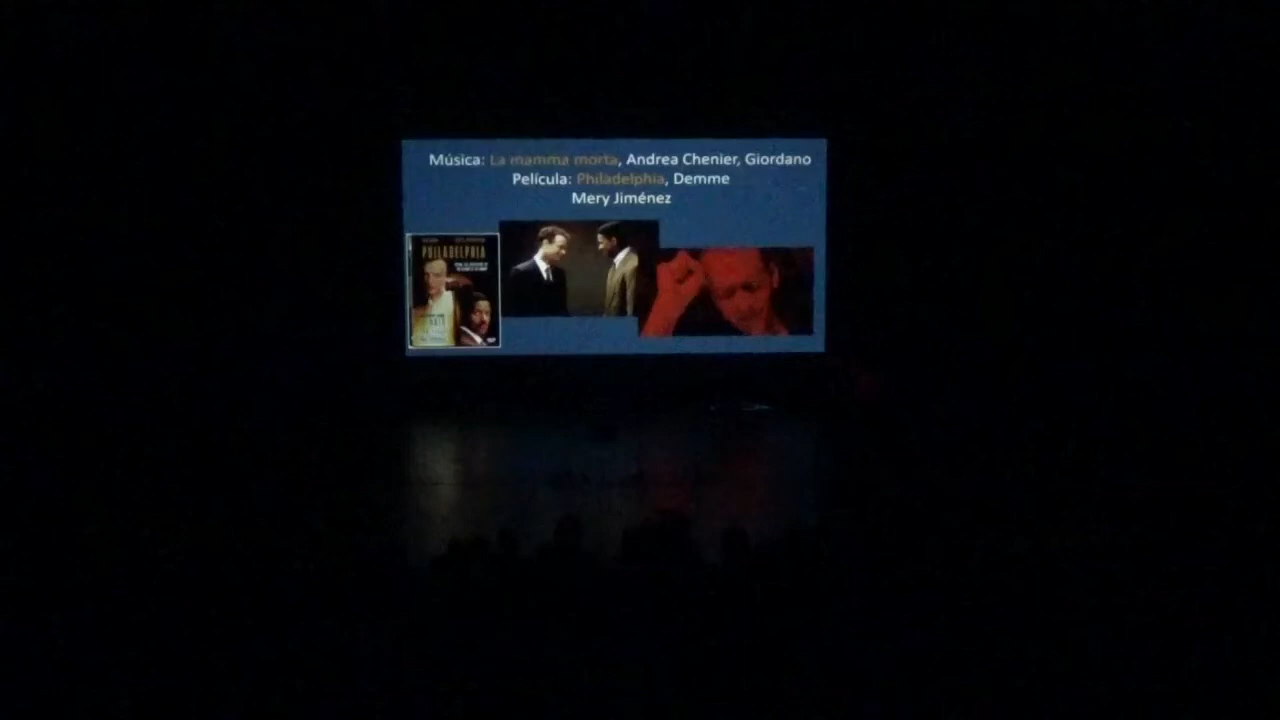 Música: La mamma morta, Andrea Chenier, Giordano
Película: Philadelphia, Demme
Mery Jiménez
PHILADELPHIA